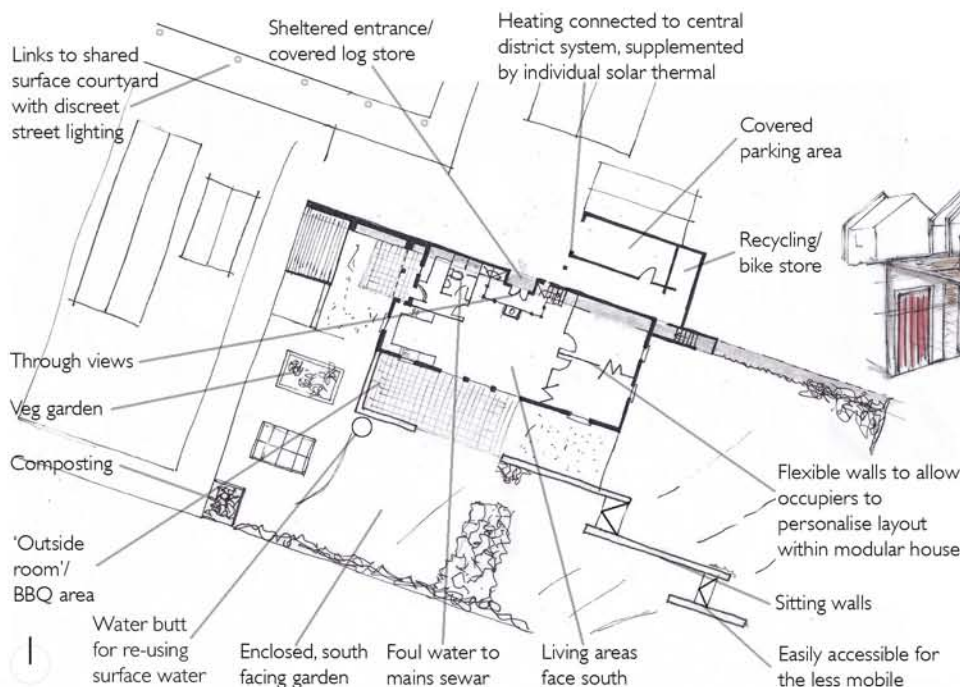 Sheltered entrance/
covered log store
Heating connected to central
district system, supplemented
by individual solar thermal
Links to shared
surface courtyard
with discreet
street lighting
Covered
parking area
Recycling/
bike store
Through views
Veg garden
Composting
'Outside
room'/
BBQ area
Water butt
for re-using
surface water
Enclosed, south
facing garden
Foul water to
mains sewar
Living areas
face south
Flexible walls to allow
occupiers to
personalise layout
within modular house
Sitting walls
Easily accessible for
the less mobile